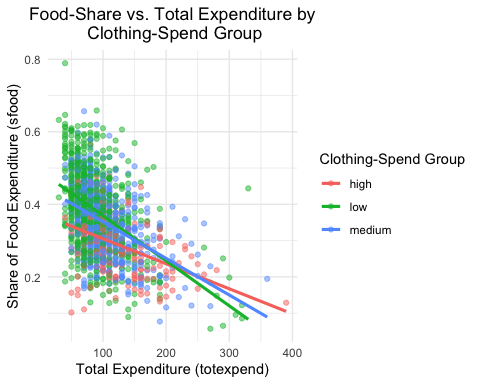 Food-Share vs. Total Expenditure by
Clothing-Spend Group
Share of Food Expenditure (sfood)
0.8
0.6
0.4
0.2
100 200 300 400
Total Expenditure (totexpend)
Clothing-Spend Group
high
low
medium